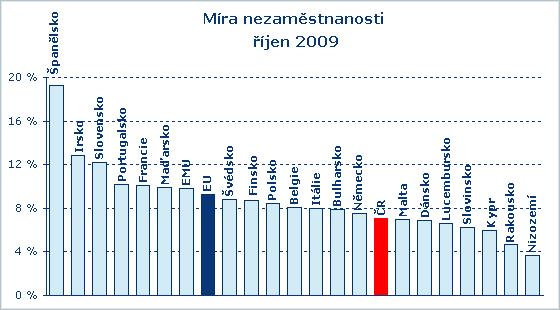 Míra nezaměstnanosti
říjen 2009
20 %
16 %
12 %
8 %
4 %
0 %
Španělsko
Irsko
Slovensko
Portugalsko
Francie
Maďarsko
EMU
EU
Švédsko
Finsko
Polsko
Belgie
Itálie
Bulharsko
Německo
ČR
Malta
Dánsko
Lucembursko
Slovinsko
Kypr
Rakousko
Nizozemí